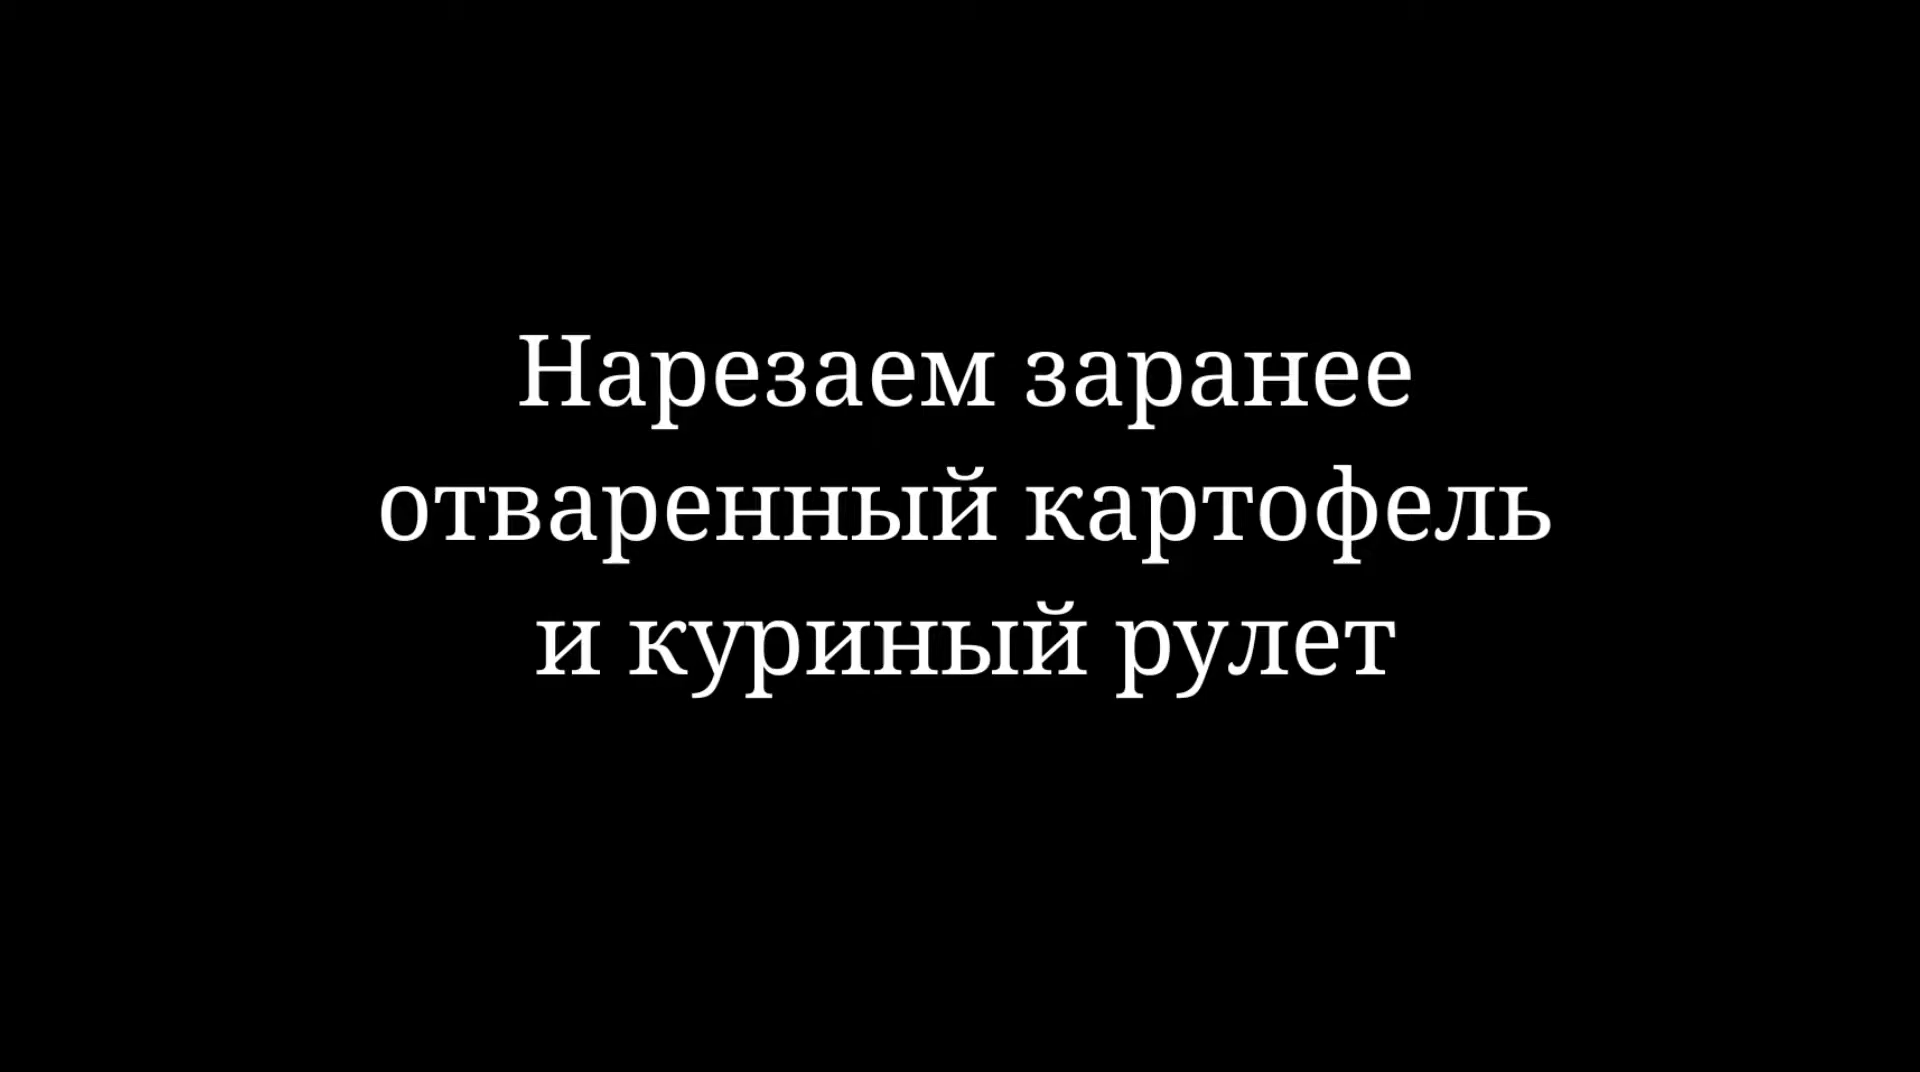 Нарезаем заранее
отваренный картофель
и куриный рулет